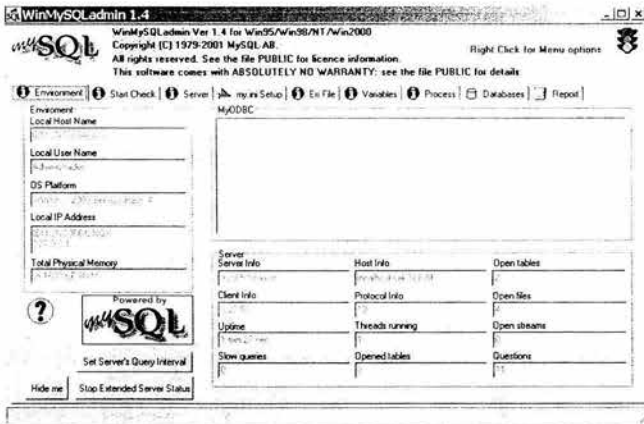 WinMySQLadmin 1.4
WinMySQLadmin Ver 1.4 for Win95/Win98/NT/Win2000
Copyright (C) 1979-2001 MySQL AB.
All rights reserved. See the file PUBLIC for licence information.
This software comes with ABSOLUTELY NO WARRANTY: see the file PUBLIC for details
my SQL
Right Click for Menu options
Environment Start Check Server my.ini Setup Err File Variables Process Databases Report
Enviroment
Local Host Name
Local User Name
OS Platform
Local IP Address
Total Physical Memory
MyODBC
Server
Server Info Host Info Open tables
Client Info Protocol Info Open files
Uptime Threads running Open streams
Slow queries Opened tables Questions
Powered by
my SQL
Set Server's Query Interval
Hide me Stop Extended Server Status